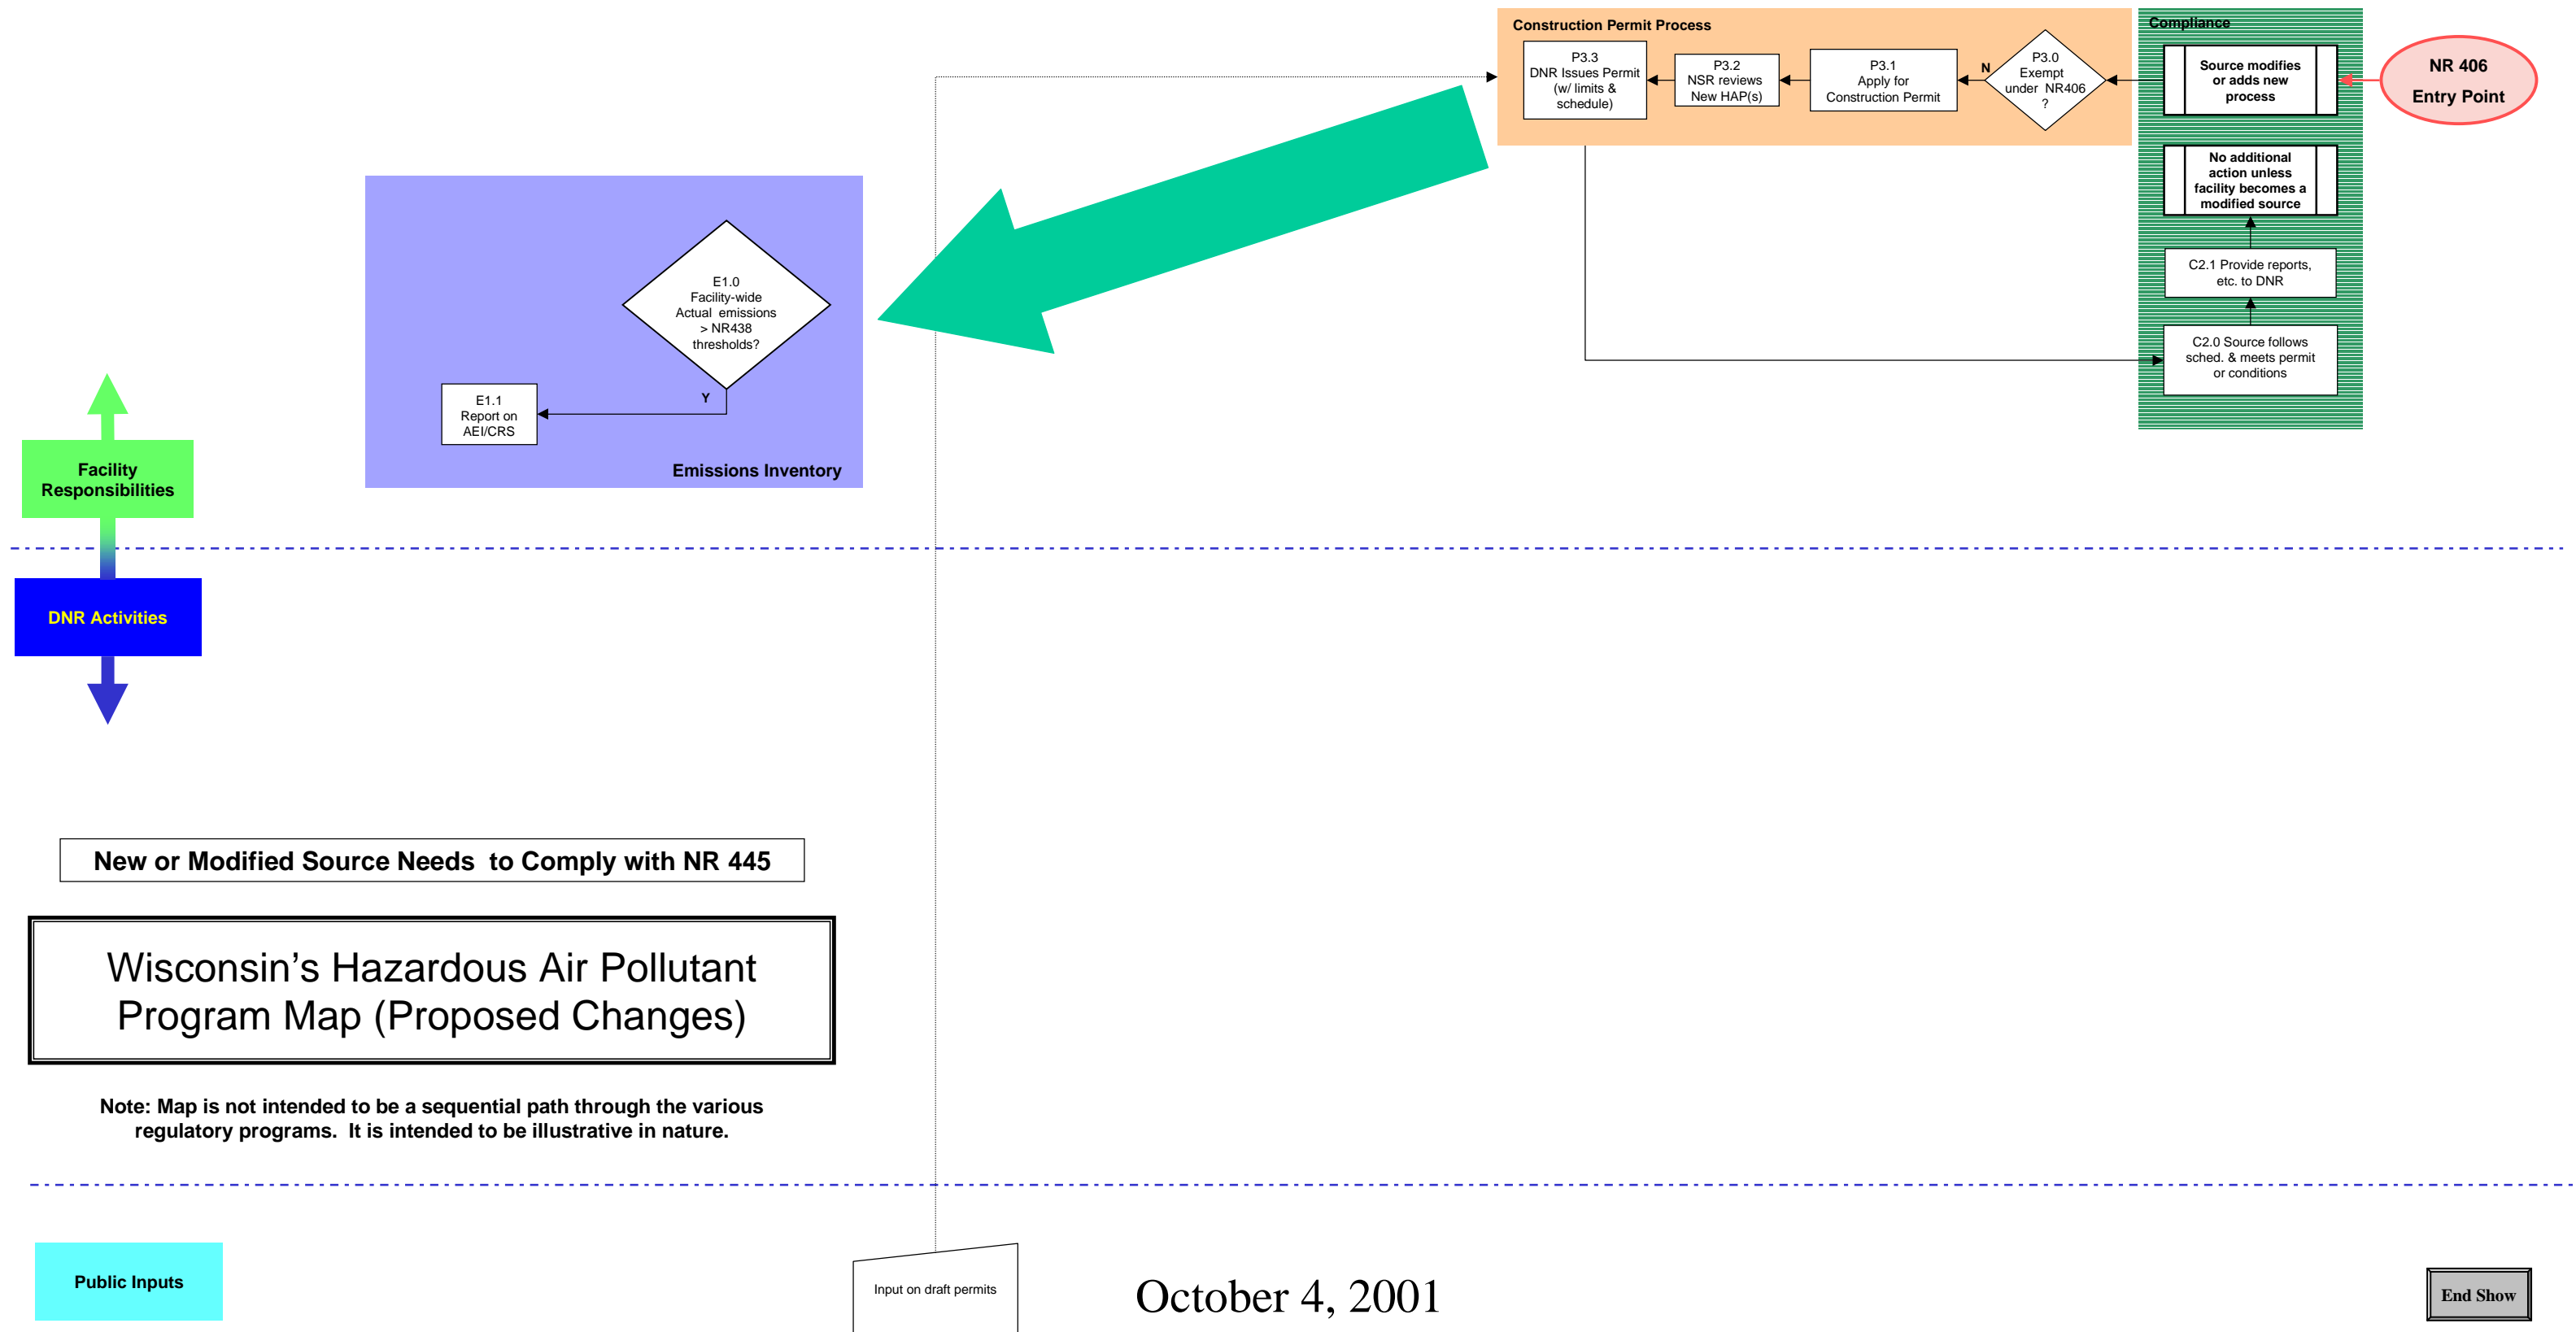 Construction Permit Process
P3.3
DNR Issues Permit
(w/ limits &
schedule)
P3.2
NSR reviews
New HAP(s)
P3.1
Apply for
Construction Permit
N
P3.0
Exempt
under NR406
?
Compliance
Source modifies
or adds new
process
NR 406
Entry Point
No additional
action unless
facility becomes a
modified source
C2.1 Provide reports,
etc. to DNR
C2.0 Source follows
sched. & meets permit
or conditions
E1.0
Facility-wide
Actual emissions
> NR438
thresholds?
Y
E1.1
Report on
AEI/CRS
Emissions Inventory
Facility
Responsibilities
DNR Activities
New or Modified Source Needs to Comply with NR 445
Wisconsin’s Hazardous Air Pollutant
Program Map (Proposed Changes)
Note: Map is not intended to be a sequential path through the various
regulatory programs. It is intended to be illustrative in nature.
Public Inputs
Input on draft permits
October 4, 2001
End Show